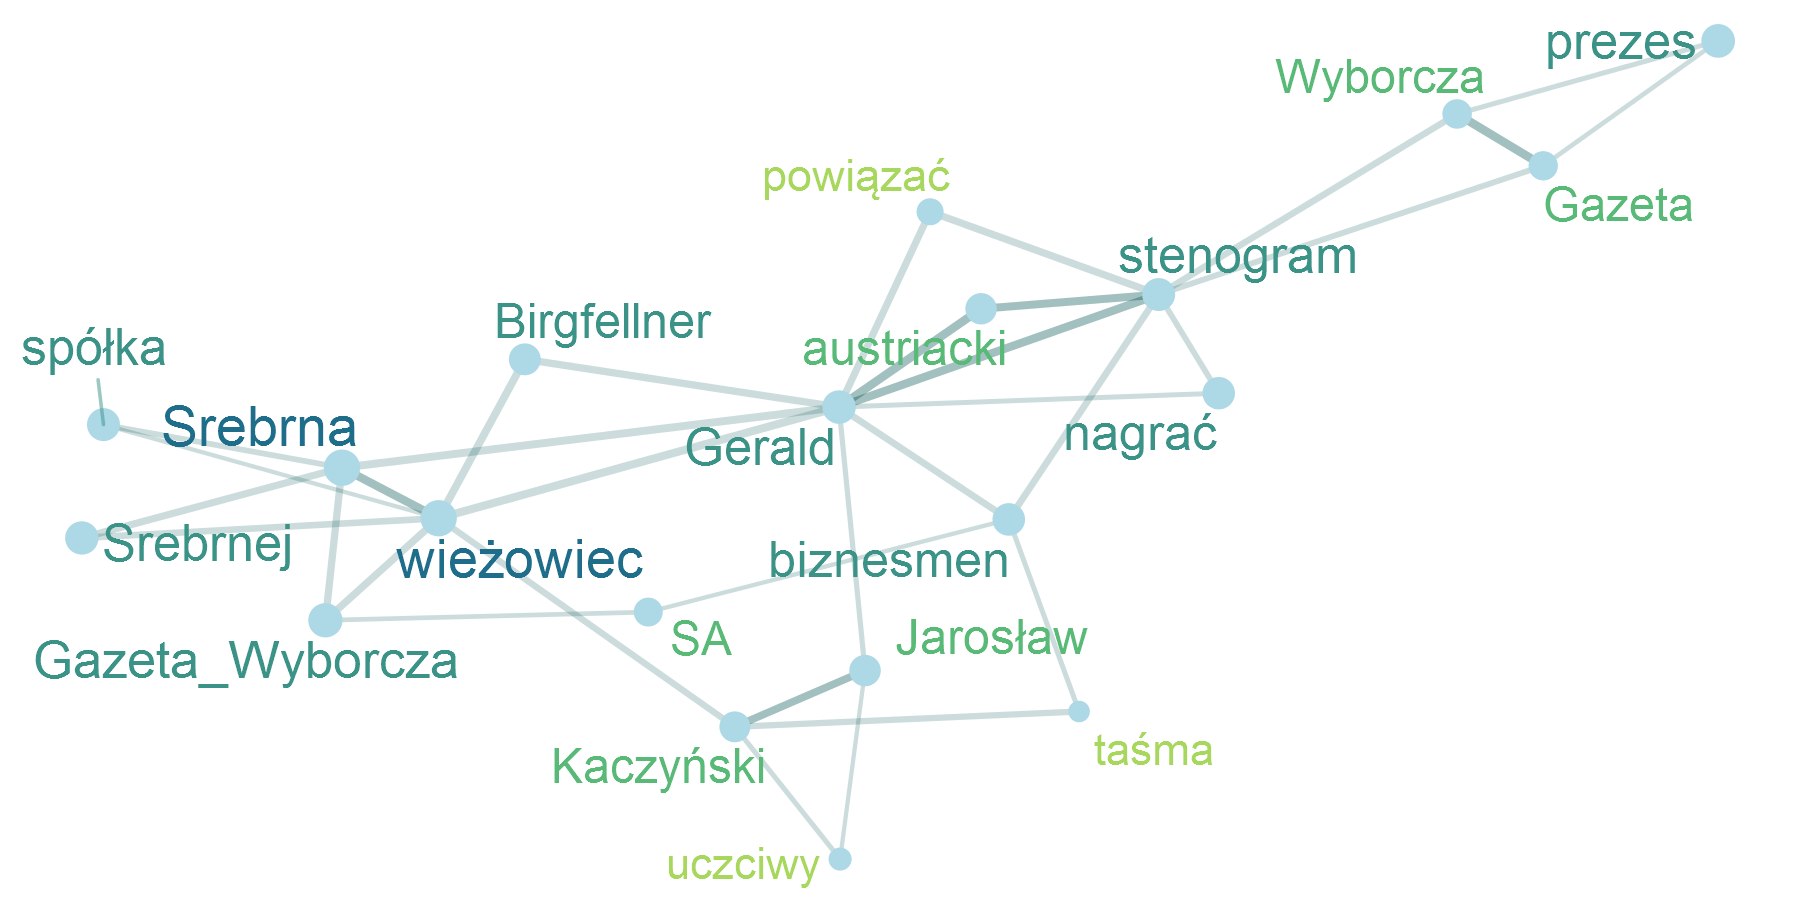 prezes
Wyborcza
powiązać
Gazeta
stenogram
Birgfellner
spółka
austriacki
Srebrna
Gerald
nagrać
Srebrnej
wieżowiec
biznesmen
SA
Jarosław
Gazeta_Wyborcza
taśma
Kaczyński
uczciwy